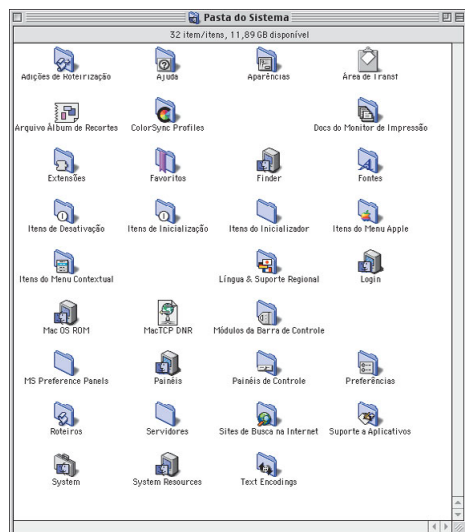 Pasta do Sistema
32 item/itens, 11,89 GB disponível
Adições de Roteirização
Ajuda
Aparências
Área de Transf
Arquivo Álbum de Recortes
ColorSync Profiles
Docs do Monitor de Impressão
Extensões
Favoritos
Finder
Fontes
Itens de Desativação
Itens de Inicialização
Itens do Inicializador
Itens do Menu Apple
Itens do Menu Contextual
Língua & Suporte Regional
Login
Mac OS ROM
MacTCP DNR
Módulos da Barra de Controle
MS Preference Panels
Painéis
Painéis de Controle
Preferências
Roteiros
Servidores
Sites de Busca na Internet
Suporte a Aplicativos
System
System Resources
Text Encodings